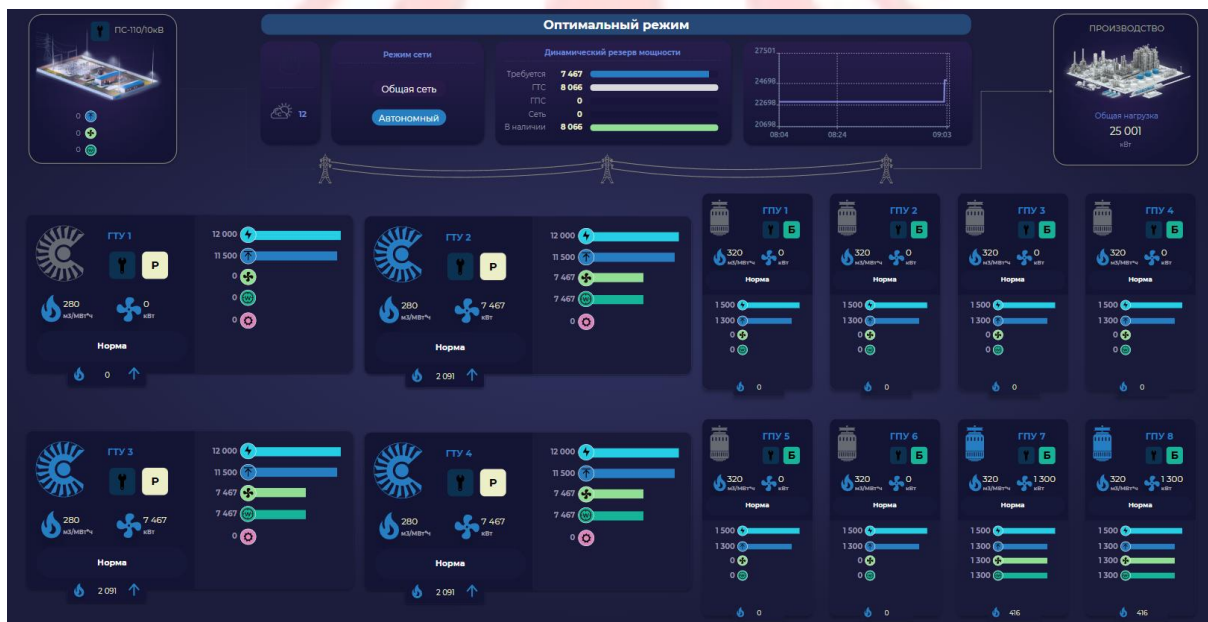 ПС-110/10кВ
0
0
0
Оптимальный режим
12
Режим сети
Общая сеть
Автономный
Динамический резерв мощности
Требуется 7 467
ГТС 8 066
ГПС 0
Сеть 0
В наличии 8 066
27501
24698
22698
20698
08:04 08:24 09:03
ПРОИЗВОДСТВО
Общая нагрузка
25 001
кВт
ГТУ 1
Р
280
м3/МВт*ч
0
кВт
Норма
0
12 000
11 500
0
0
0
ГТУ 2
Р
280
м3/МВт*ч
7 467
кВт
Норма
2 091
12 000
11 500
7 467
7 467
0
ГПУ 1
Б
320
м3/МВт*ч
0
кВт
Норма
1 500
1 300
0
0
0
ГПУ 2
Б
320
м3/МВт*ч
0
кВт
Норма
1 500
1 300
0
0
0
ГПУ 3
Б
320
м3/МВт*ч
0
кВт
Норма
1 500
1 300
0
0
0
ГПУ 4
Б
320
м3/МВт*ч
0
кВт
Норма
1 500
1 300
0
0
0
ГТУ 3
Р
280
м3/МВт*ч
7 467
кВт
Норма
2 091
12 000
11 500
7 467
7 467
0
ГТУ 4
Р
280
м3/МВт*ч
7 467
кВт
Норма
2 091
12 000
11 500
7 467
7 467
0
ГПУ 5
Б
320
м3/МВт*ч
0
кВт
Норма
1 500
1 300
0
0
0
ГПУ 6
Б
320
м3/МВт*ч
0
кВт
Норма
1 500
1 300
0
0
0
ГПУ 7
Б
320
м3/МВт*ч
1 300
кВт
Норма
1 500
1 300
1 300
1 300
416
ГПУ 8
Б
320
м3/МВт*ч
1 300
кВт
Норма
1 500
1 300
1 300
1 300
416